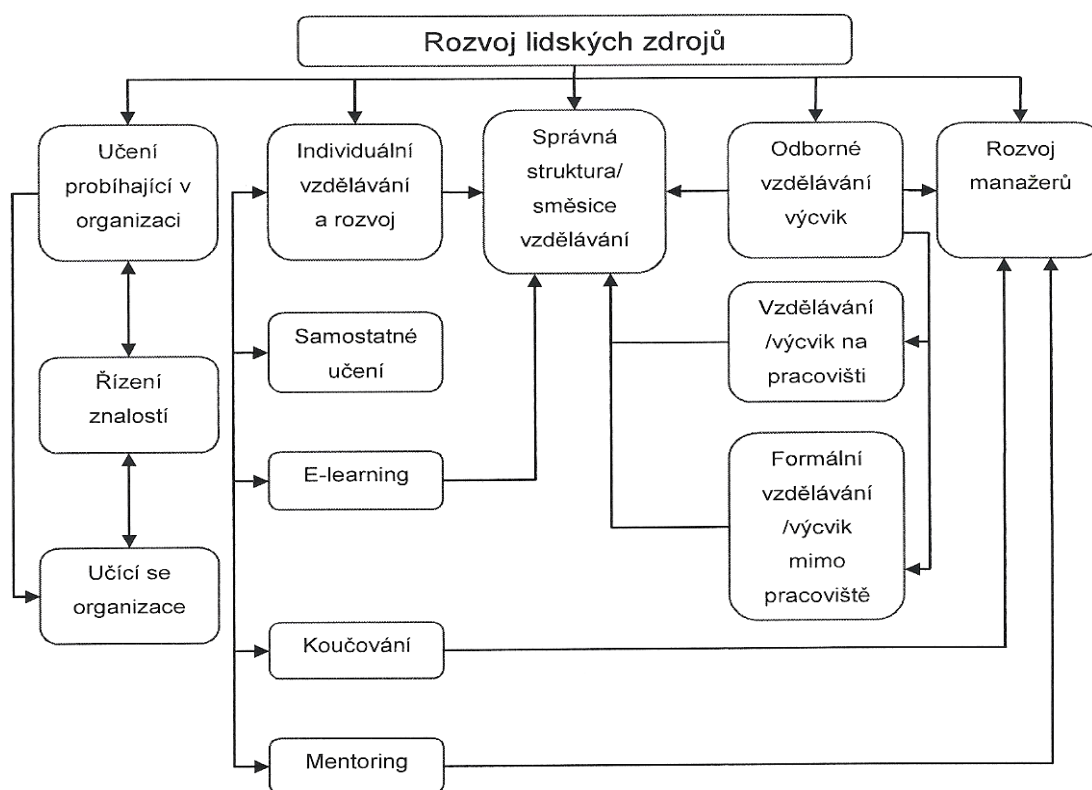 Rozvoj lidských zdrojů
Učení
probíhající v
organizaci
Individuální
vzdělávání
a rozvoj
Správná
struktura/
směsice
vzdělávání
Odborné
vzdělávání
výcvik
Rozvoj
manažerů
Samostatné
učení
Vzdělávání
/výcvik na
pracovišti
Řízení
znalostí
E-learning
Formální
vzdělávání
/výcvik
mimo
pracoviště
Učící se
organizace
Koučování
Mentoring